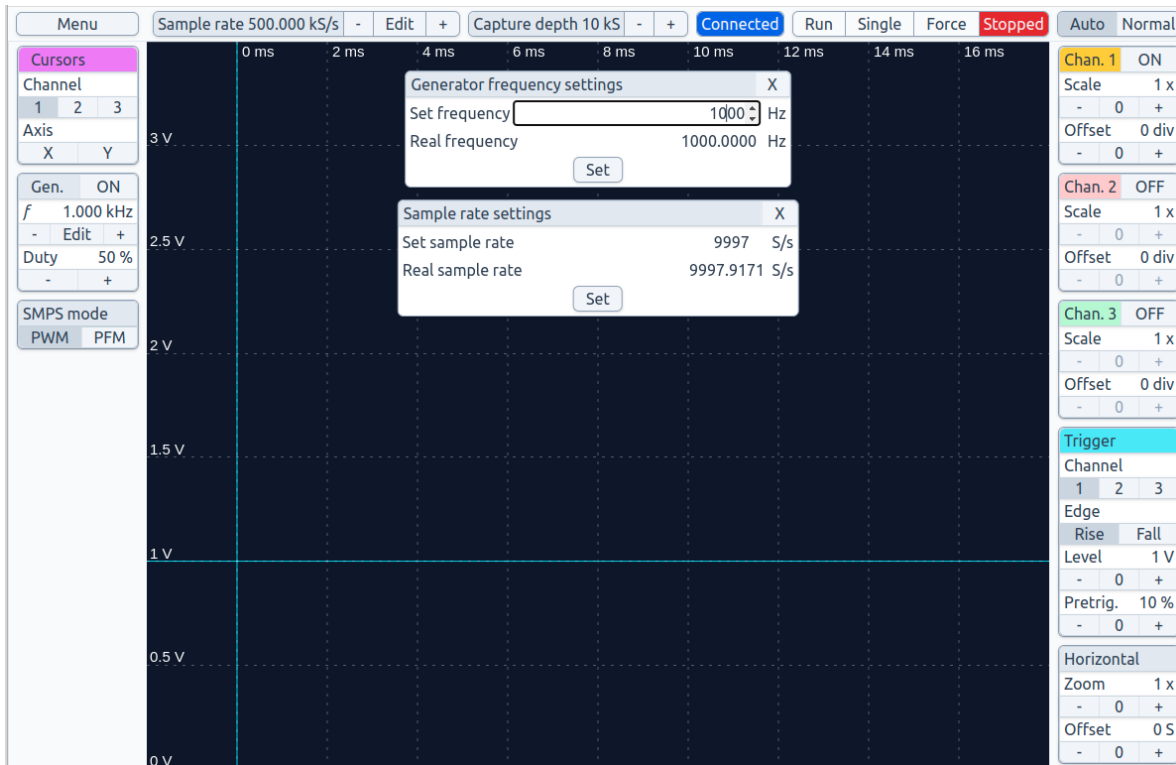 Menu
Sample rate 500.000 kS/s - Edit +
Capture depth 10 kS - +
Connected
Run Single Force Stopped
Auto Normal
Cursors
Channel
1 2 3
Axis
X Y
Gen. ON
f 1.000 kHz
- Edit +
Duty 50 %
- +
SMPS mode
PWM PFM
0 ms 2 ms 4 ms 6 ms 8 ms 10 ms 12 ms 14 ms 16 ms
3 V
2.5 V
2 V
1.5 V
1 V
0.5 V
0 V
Generator frequency settings X
Set frequency 1000 Hz
Real frequency 1000.0000 Hz
Set
Sample rate settings X
Set sample rate 9997 S/s
Real sample rate 9997.9171 S/s
Set
Chan. 1 ON
Scale 1 x
- 0 +
Offset 0 div
- 0 +
Chan. 2 OFF
Scale 1 x
- 0 +
Offset 0 div
- 0 +
Chan. 3 OFF
Scale 1 x
- 0 +
Offset 0 div
- 0 +
Trigger
Channel
1 2 3
Edge
Rise Fall
Level 1 V
- 0 +
Pretrig. 10 %
- 0 +
Horizontal
Zoom 1 x
- 0 +
Offset 0 S
- 0 +